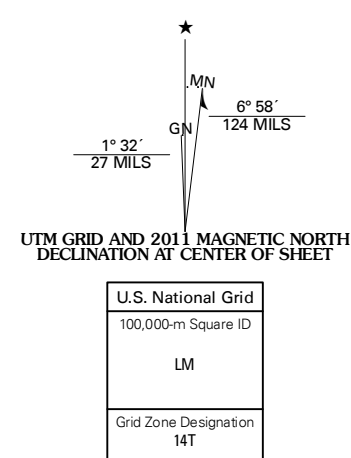 ★
MN
GN
6° 58´
124 MILS
1° 32´
27 MILS
UTM GRID AND 2011 MAGNETIC NORTH
DECLINATION AT CENTER OF SHEET
U.S. National Grid
100,000-m Square ID
LM
Grid Zone Designation
14T